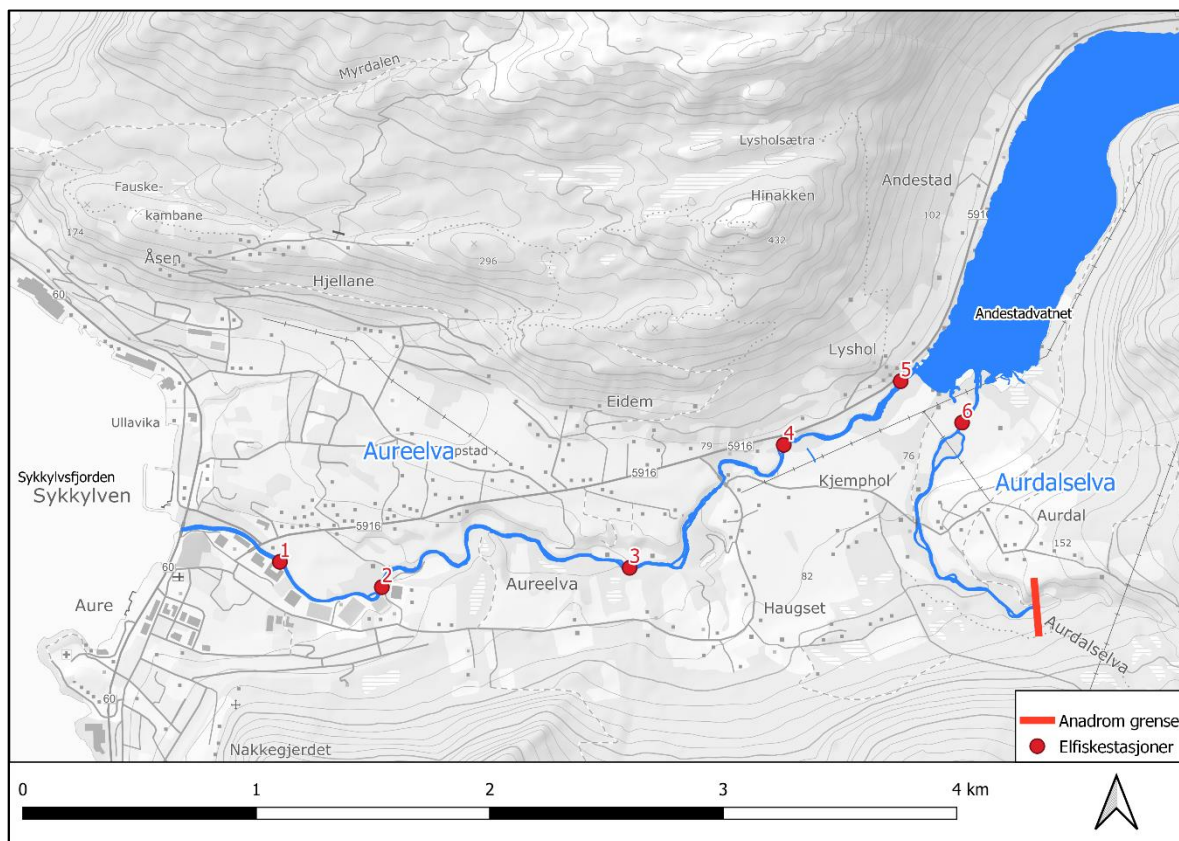 Myrdalen
Lysholsætra
Fauske-
kambane
Hinakken
Andestad
102
5916
174
Åsen
432
296
60
Hjellane
Andestadvatnet
Lyshol
5
Ullavika
Eidem
6
Aureelva
pstad
79
5916
4
76
Sykkylvsfjorden
Sykkylven
Kjemphol
Aurdalselva
Aurdal
5916
152
1
2
3
60
Aureelva
82
Aure
Haugset
Aurdalselva
60
Nakkegjerdet
Anadrom grense
Elfiskestasjoner
0
1
2
3
4 km